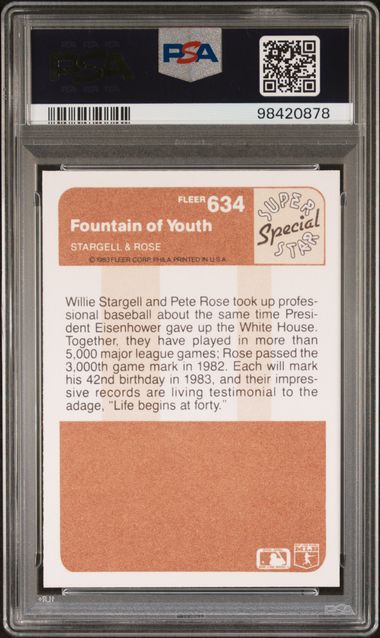 PSA
PSA
98420878
FLEER 634
Fountain of Youth
STARGELL & ROSE
© 1983 FLEER CORP. PHILA. PRINTED IN U.S.A.
SUPER
Special
STAR
Willie Stargell and Pete Rose took up profes-
sional baseball about the same time Presi-
dent Eisenhower gave up the White House.
Together, they have played in more than
5,000 major league games; Rose passed the
3,000th game mark in 1982. Each will mark
his 42nd birthday in 1983, and their impres-
sive records are living testimonial to the
adage, “Life begins at forty.”